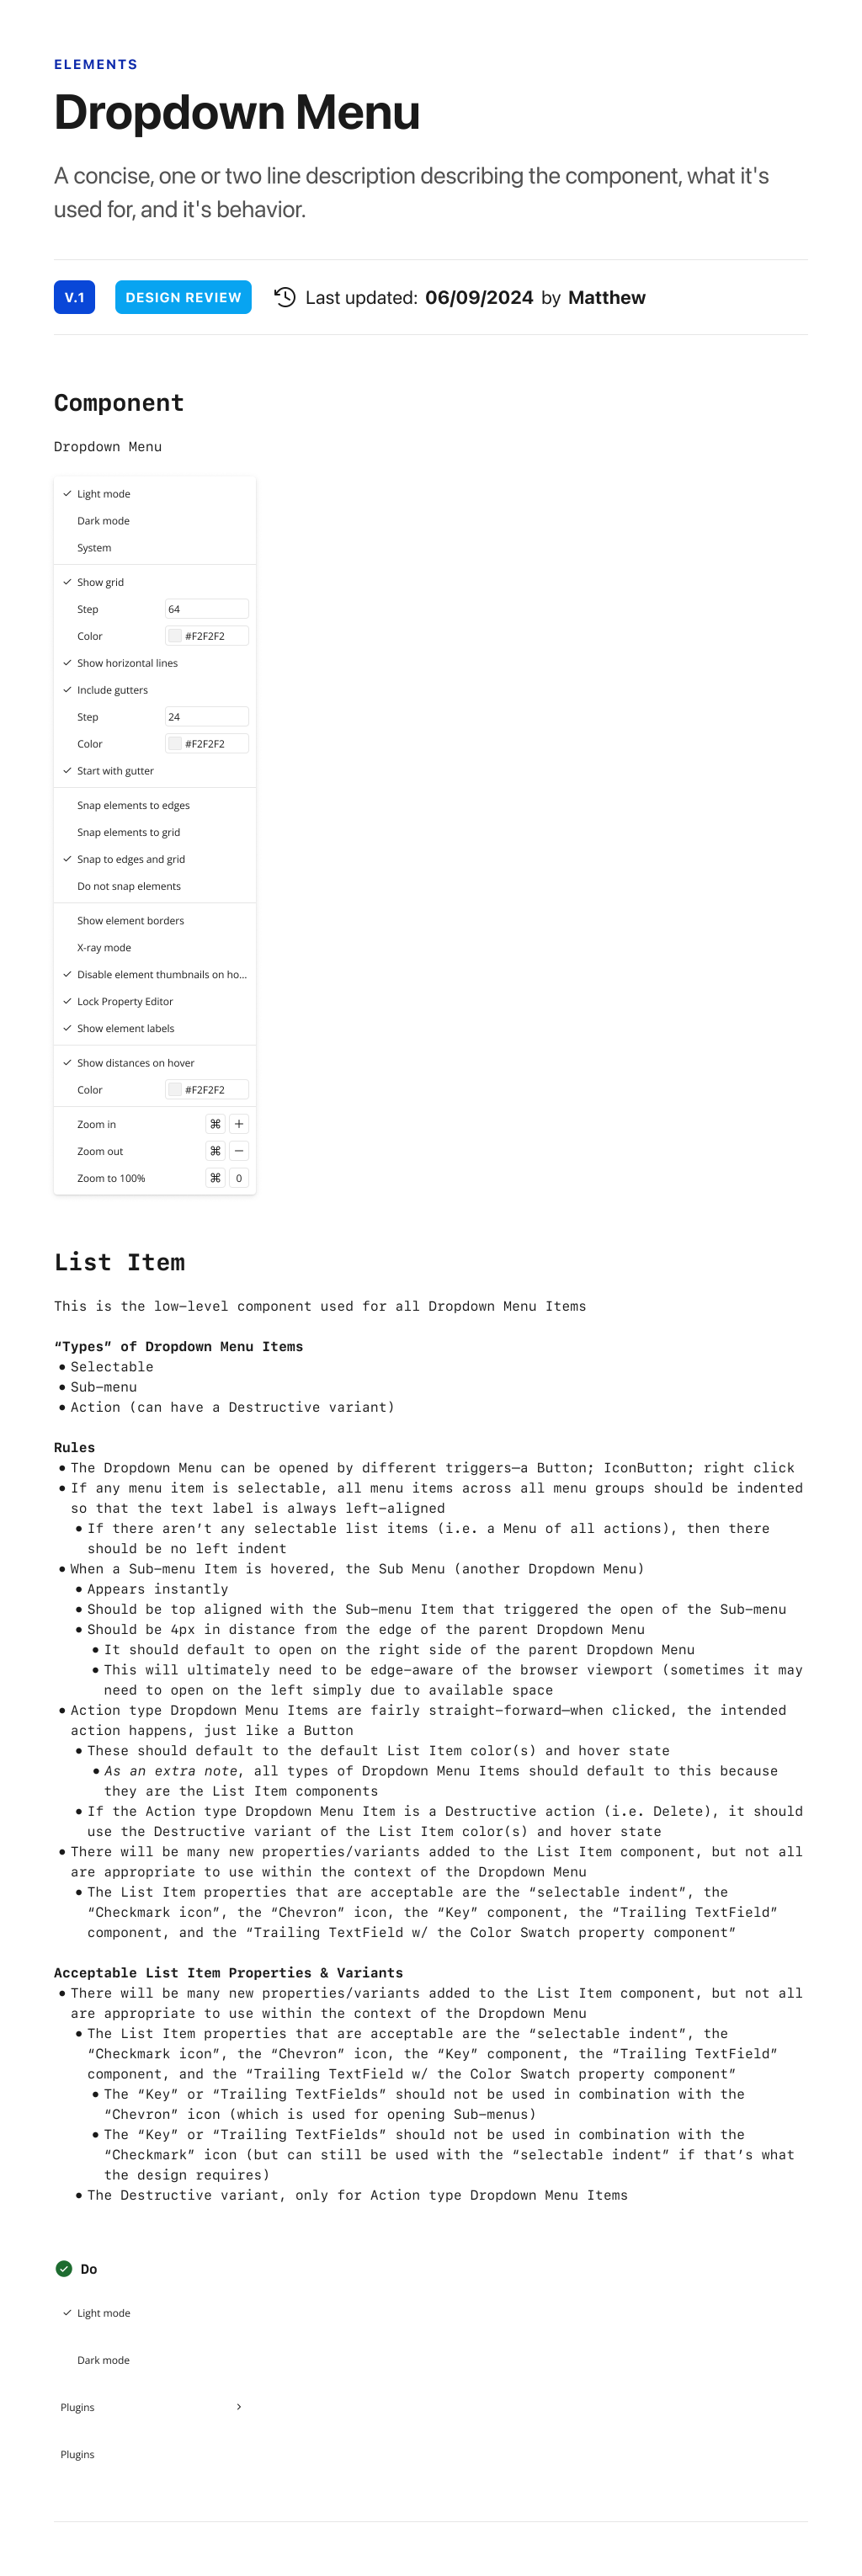 ELEMENTS
Dropdown Menu
A concise, one or two line description describing the component, what it's
used for, and it's behavior.
V.1 DESIGN REVIEW Last updated: 06/09/2024 by Matthew
Component
Dropdown Menu
✓ Light mode
Dark mode
System
✓ Show grid
Step 64
Color #F2F2F2
✓ Show horizontal lines
✓ Include gutters
Step 24
Color #F2F2F2
✓ Start with gutter
Snap elements to edges
Snap elements to grid
✓ Snap to edges and grid
Do not snap elements
Show element borders
X-ray mode
✓ Disable element thumbnails on ho...
✓ Lock Property Editor
✓ Show element labels
✓ Show distances on hover
Color #F2F2F2
Zoom in ⌘ +
Zoom out ⌘ −
Zoom to 100% ⌘ 0
List Item
This is the low-level component used for all Dropdown Menu Items
“Types” of Dropdown Menu Items
• Selectable
• Sub-menu
• Action (can have a Destructive variant)
Rules
• The Dropdown Menu can be opened by different triggers—a Button; IconButton; right click
• If any menu item is selectable, all menu items across all menu groups should be indented
so that the text label is always left-aligned
• If there aren’t any selectable list items (i.e. a Menu of all actions), then there
should be no left indent
• When a Sub-menu Item is hovered, the Sub Menu (another Dropdown Menu)
• Appears instantly
• Should be top aligned with the Sub-menu Item that triggered the open of the Sub-menu
• Should be 4px in distance from the edge of the parent Dropdown Menu
• It should default to open on the right side of the parent Dropdown Menu
• This will ultimately need to be edge-aware of the browser viewport (sometimes it may
need to open on the left simply due to available space
• Action type Dropdown Menu Items are fairly straight-forward—when clicked, the intended
action happens, just like a Button
• These should default to the default List Item color(s) and hover state
• As an extra note, all types of Dropdown Menu Items should default to this because
they are the List Item components
• If the Action type Dropdown Menu Item is a Destructive action (i.e. Delete), it should
use the Destructive variant of the List Item color(s) and hover state
• There will be many new properties/variants added to the List Item component, but not all
are appropriate to use within the context of the Dropdown Menu
• The List Item properties that are acceptable are the “selectable indent”, the
“Checkmark icon”, the “Chevron” icon, the “Key” component, the “Trailing TextField”
component, and the “Trailing TextField w/ the Color Swatch property component”
Acceptable List Item Properties & Variants
• There will be many new properties/variants added to the List Item component, but not all
are appropriate to use within the context of the Dropdown Menu
• The List Item properties that are acceptable are the “selectable indent”, the
“Checkmark icon”, the “Chevron” icon, the “Key” component, the “Trailing TextField”
component, and the “Trailing TextField w/ the Color Swatch property component”
• The “Key” or “Trailing TextFields” should not be used in combination with the
“Chevron” icon (which is used for opening Sub-menus)
• The “Key” or “Trailing TextFields” should not be used in combination with the
“Checkmark” icon (but can still be used with the “selectable indent” if that’s what
the design requires)
• The Destructive variant, only for Action type Dropdown Menu Items
Do
✓ Light mode
Dark mode
Plugins
Plugins